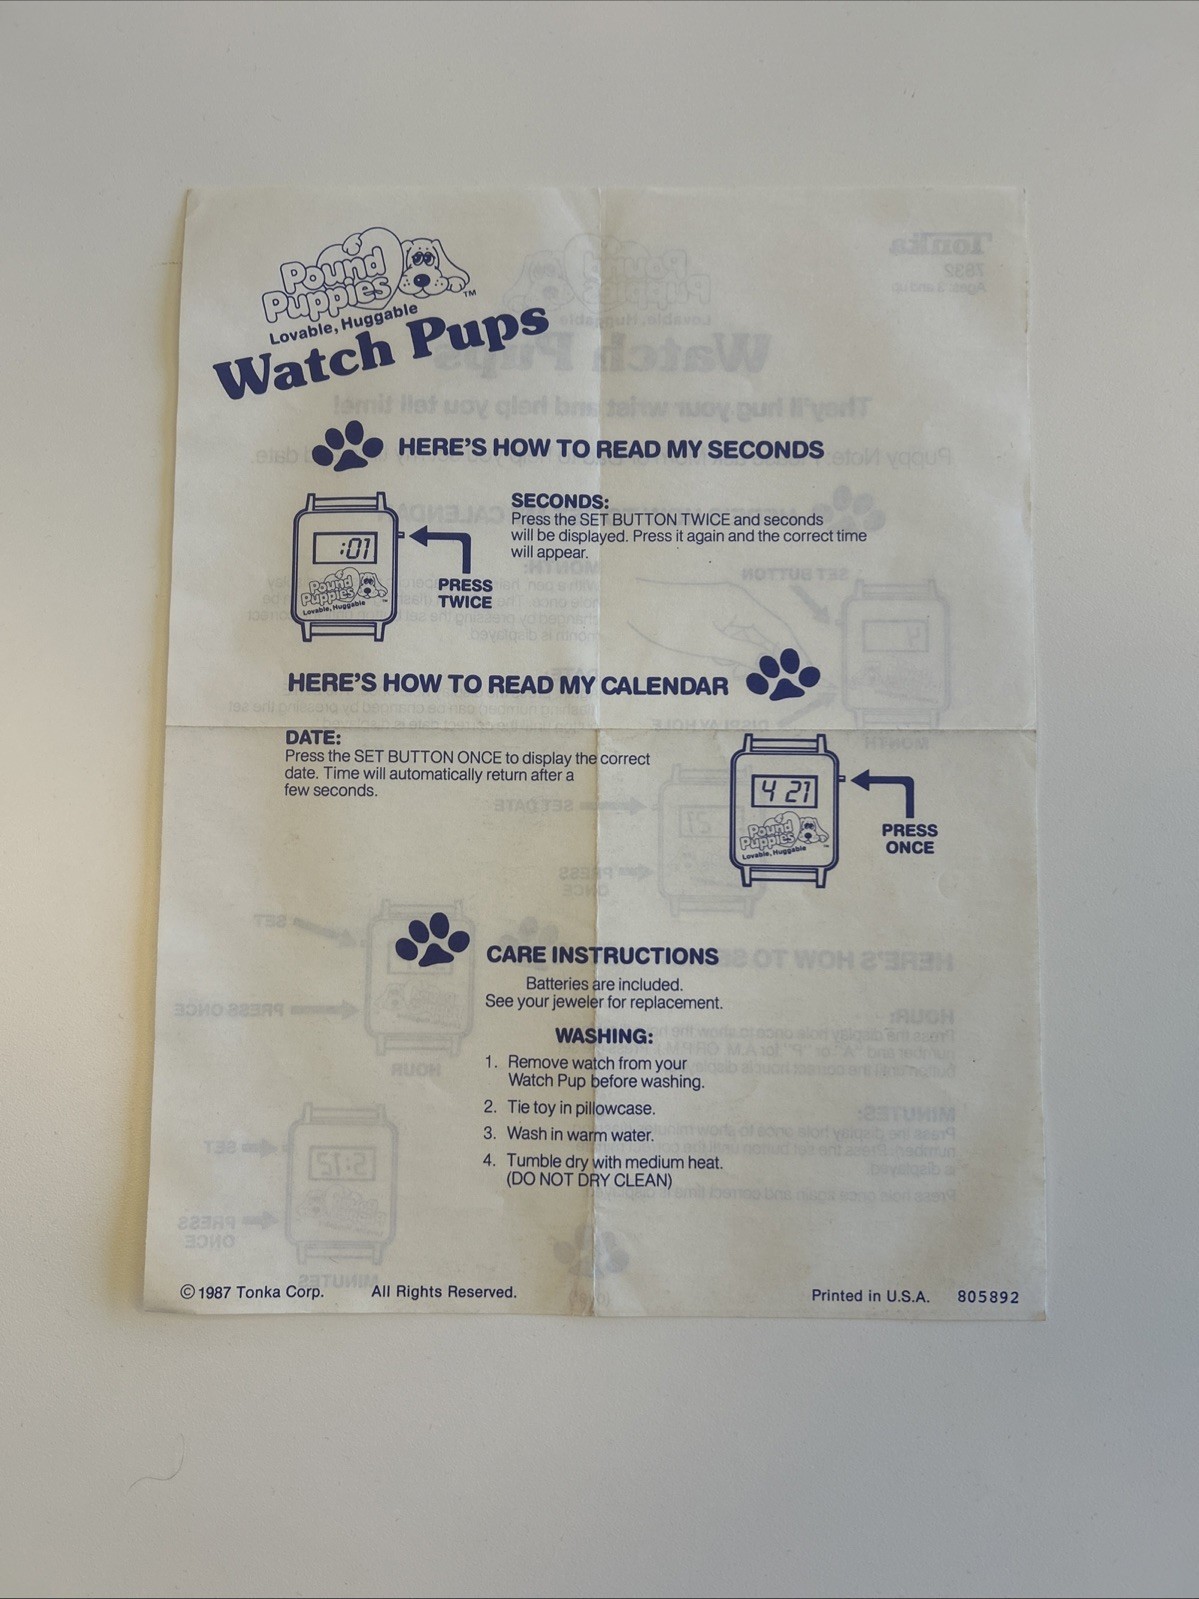 Pound
Puppies™
Lovable, Huggable
Watch Pups
HERE'S HOW TO READ MY SECONDS
SECONDS:
Press the SET BUTTON TWICE and seconds
will be displayed. Press it again and the correct time
will appear.
:01
Pound
Puppies™
Lovable, Huggable
PRESS
TWICE
HERE'S HOW TO READ MY CALENDAR
DATE:
Press the SET BUTTON ONCE to display the correct
date. Time will automatically return after a
few seconds.
4 21
Pound
Puppies™
Lovable, Huggable
PRESS
ONCE
CARE INSTRUCTIONS
Batteries are included.
See your jeweler for replacement.
WASHING:
1. Remove watch from your
Watch Pup before washing.
2. Tie toy in pillowcase.
3. Wash in warm water.
4. Tumble dry with medium heat.
(DO NOT DRY CLEAN)
©1987 Tonka Corp. All Rights Reserved. Printed in U.S.A. 805892